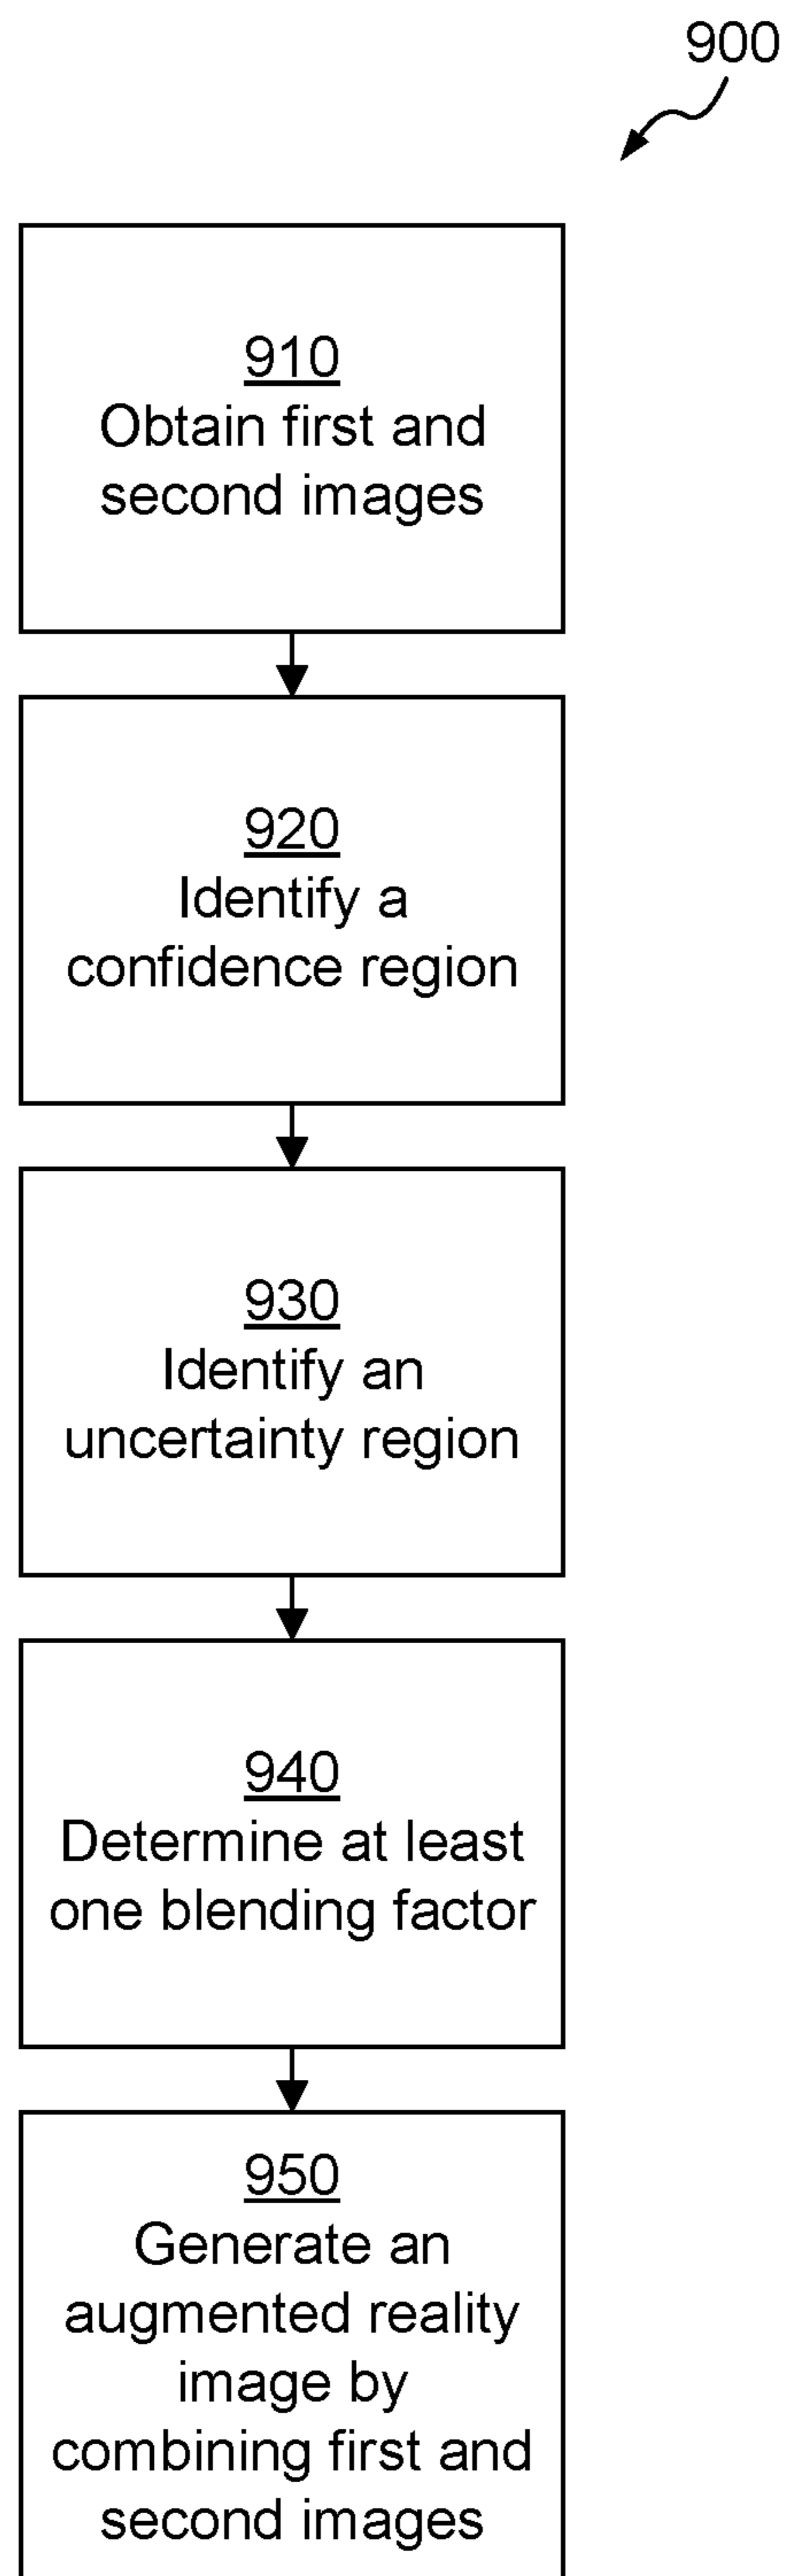 900
910
Obtain first and
second images
920
Identify a
confidence region
930
Identify an
uncertainty region
940
Determine at least
one blending factor
950
Generate an
augmented reality
image by
combining first and
second images